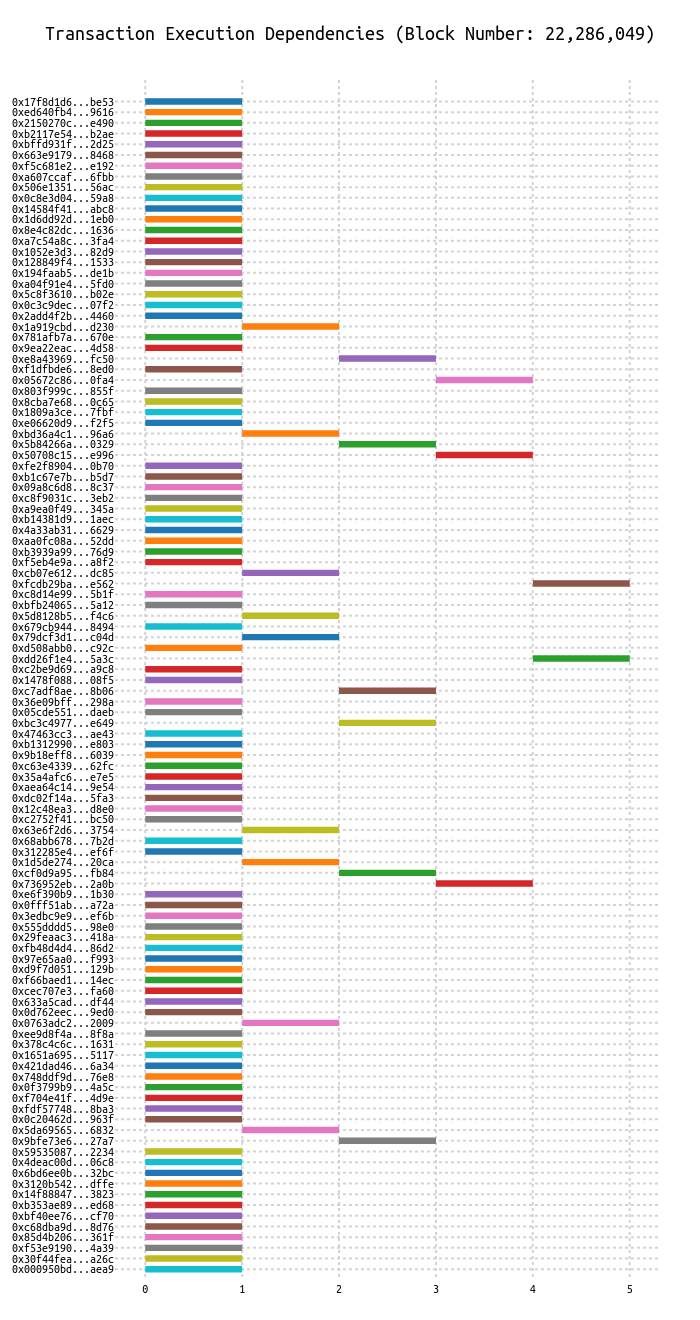 Transaction Execution Dependencies (Block Number: 22,286,049)
0x17f8d1d6...be53
0xed640fb4...9616
0x2150270c...e490
0xb2117e54...b2ae
0xbffd931f...2d25
0x663e9179...8468
0xf5c681e2...e192
0xa607ccaf...6fbb
0x506e1351...56ac
0x0c8e3d04...59a8
0x14584f41...abc8
0x1d6dd92d...1eb0
0x8e4c82dc...1636
0xa7c54a8c...3fa4
0x1052e3d3...82d9
0x128849f4...1533
0x194faab5...de1b
0xa04f91e4...5fd0
0x5c8f3610...b02e
0x0c3c9dec...07f2
0x2add4f2b...4460
0x1a919cbd...d230
0x781afb7a...670e
0x9ea22eac...4d58
0xe8a43969...fc50
0xf1dfbde6...8ed0
0x05672c86...0fa4
0x803f999c...855f
0x8cba7e68...0c65
0x1809a3ce...7fbf
0xe06620d9...f2f5
0xbd36a4c1...96a6
0x5b84266a...0329
0x50708c15...e996
0xfe2f8904...0b70
0xb1c67e7b...b5d7
0x09a8c6d8...8c37
0xc8f9031c...3eb2
0xa9ea0f49...345a
0xb14381d9...1aec
0x4a33ab31...6629
0xaa0fc08a...52dd
0xb3939a99...76d9
0xf5eb4e9a...a8f2
0xcb07e612...dc85
0xfcdb29ba...e562
0xc8d14e99...5b1f
0xbfb24065...5a12
0x5d8128b5...f4c6
0x679cb944...8494
0x79dcf3d1...c04d
0xd508abb0...c92c
0xdd26f1e4...5a3c
0xc2be9d69...a9c8
0x1478f088...08f5
0xc7adf8ae...8b06
0x36e09bff...298a
0x05cde551...daeb
0xbc3c4977...e649
0x47463cc3...ae43
0xb1312990...e803
0x9b18eff8...6039
0xc63e4339...62fc
0x35a4afc6...e7e5
0xaea64c14...9e54
0xdc02f14a...5fa3
0x12c48ea3...d8e0
0xc2752f41...bc50
0x63e6f2d6...3754
0x68abb678...7b2d
0x312285e4...ef6f
0x1d5de274...20ca
0xcf0d9a95...fb84
0x736952eb...2a0b
0xe6f390b9...1b30
0x0fff51ab...a72a
0x3edbc9e9...ef6b
0x555dddd5...98e0
0x29feaac3...418a
0xfb48d4d4...86d2
0x97e65aa0...f993
0xd9f7d051...129b
0xf66baed1...14ec
0xcec707e3...fa60
0x633a5cad...df44
0x0d762eec...9ed0
0x0763adc2...2009
0xee9d8f4a...8f8a
0x378c4c6c...1631
0x1651a695...5117
0x421dad46...6a34
0x748ddf9d...76e8
0x0f3799b9...4a5c
0xf704e41f...4d9e
0xfdf57748...8ba3
0x0c20462d...963f
0x5da69565...6832
0x9bfe73e6...27a7
0x59535087...2234
0x4deac00d...06c8
0x6bd6ee0b...32bc
0x3120b542...dffe
0x14f88847...3823
0xb353ae89...ed68
0xbf40ee76...cf70
0xc68dba9d...8d76
0x85d4b206...361f
0xf53e9190...4a39
0x30f44fea...a26c
0x000950bd...aea9
0 1 2 3 4 5